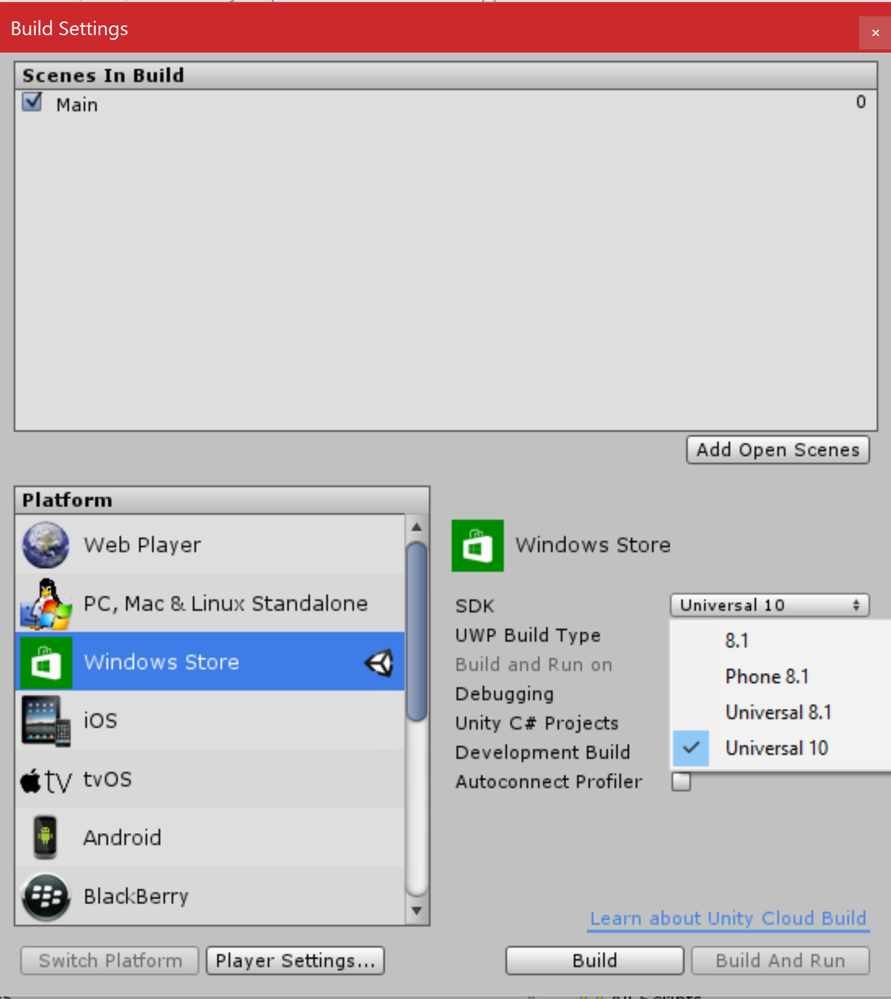 Build Settings
Scenes In Build
Main 0
Add Open Scenes
Platform
Web Player
PC, Mac & Linux Standalone
Windows Store
iOS
tv tvOS
Android
BlackBerry
Windows Store
SDK Universal 10
UWP Build Type
Build and Run on
Debugging
Unity C# Projects
Development Build
Autoconnect Profiler
8.1
Phone 8.1
Universal 8.1
Universal 10
Learn about Unity Cloud Build
Switch Platform Player Settings... Build Build And Run